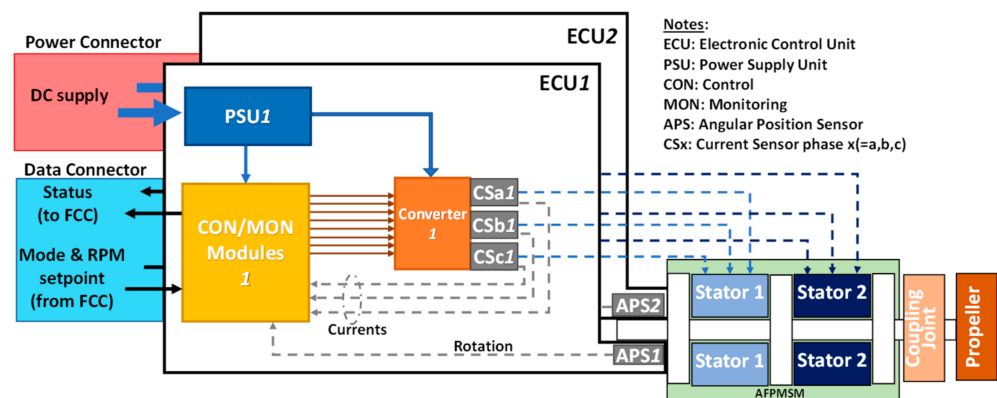 Power Connector
DC supply
ECU2
ECU1
PSU1
Notes:
ECU: Electronic Control Unit
PSU: Power Supply Unit
CON: Control
MON: Monitoring
APS: Angular Position Sensor
CSx: Current Sensor phase x(=a,b,c)
Data Connector
Status
(to FCC)
Mode & RPM
setpoint
(from FCC)
CON/MON
Modules
1
Converter
1
CSa1
CSb1
CSc1
Currents
Rotation
APS2
APS1
Stator 1
Stator 2
Stator 1
Stator 2
AFPMSM
Coupling
Joint
Propeller